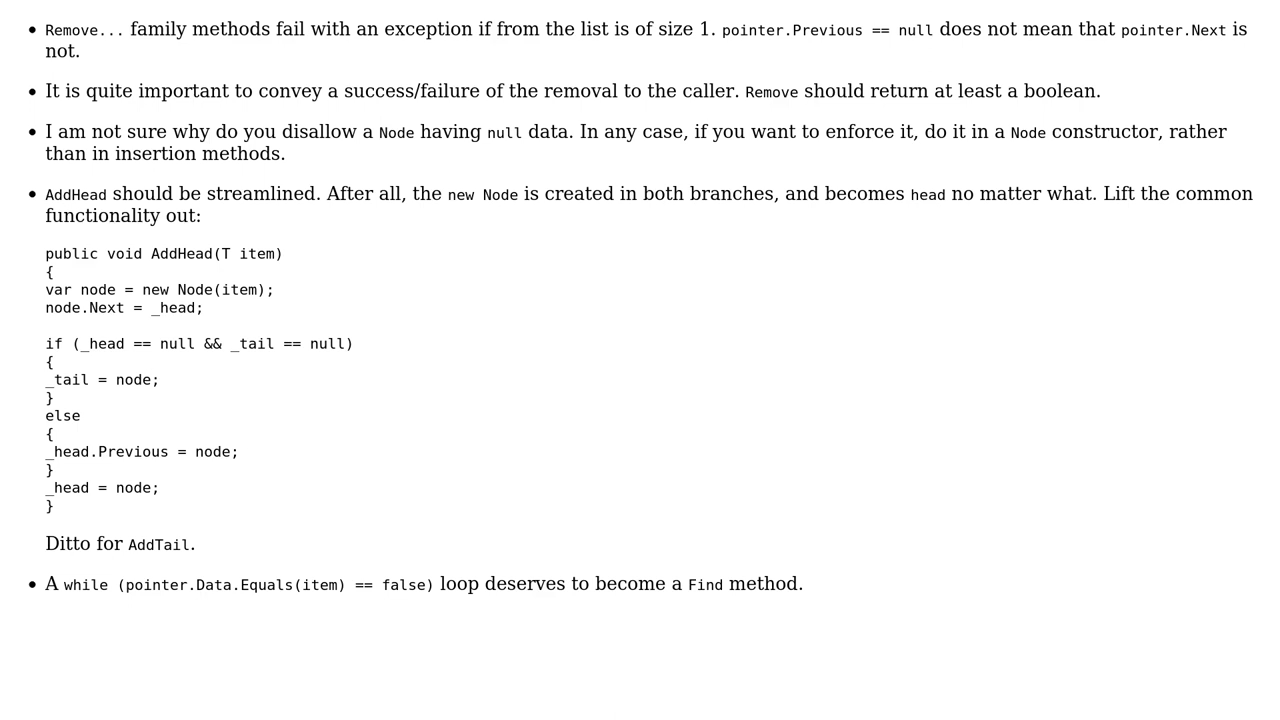 • Remove... family methods fail with an exception if from the list is of size 1. pointer.Previous == null does not mean that pointer.Next is
not.
• It is quite important to convey a success/failure of the removal to the caller. Remove should return at least a boolean.
• I am not sure why do you disallow a Node having null data. In any case, if you want to enforce it, do it in a Node constructor, rather
than in insertion methods.
• AddHead should be streamlined. After all, the new Node is created in both branches, and becomes head no matter what. Lift the common
functionality out:
public void AddHead(T item)
{
var node = new Node(item);
node.Next = _head;

if (_head == null && _tail == null)
{
_tail = node;
}
else
{
_head.Previous = node;
}
_head = node;
}
Ditto for AddTail.
• A while (pointer.Data.Equals(item) == false) loop deserves to become a Find method.